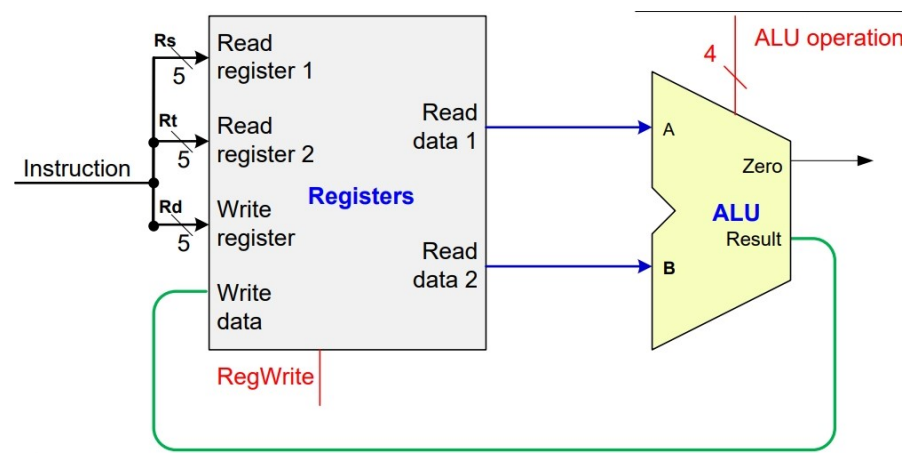 Instruction
Rs
5
Rt
5
Rd
5
Read
register 1
Read
register 2
Write
register
Write
data
Read
data 1
Registers
Read
data 2
RegWrite
ALU operation
4
A
Zero
ALU
Result
B